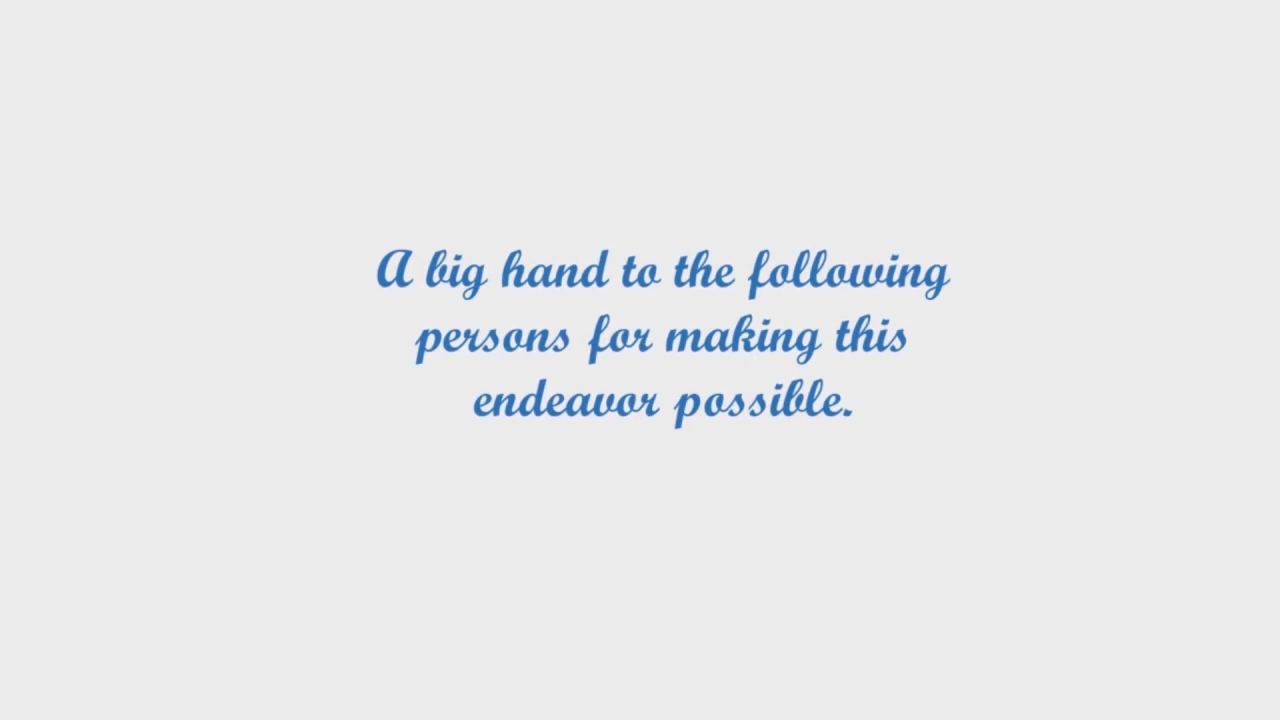 A big hand to the following
persons for making this
endeavor possible.